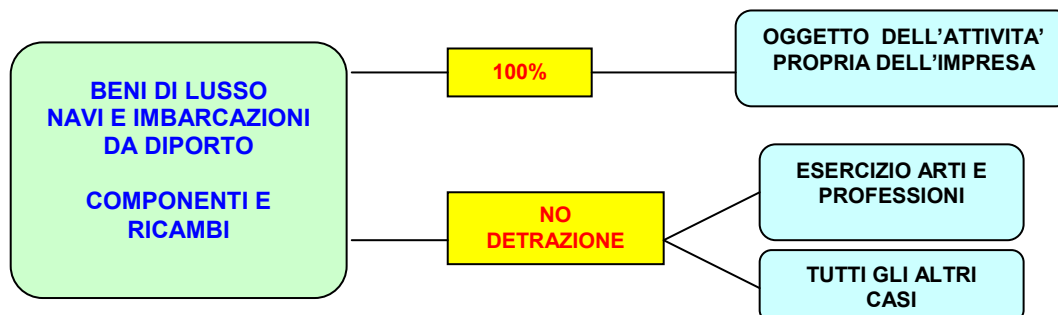 BENI DI LUSSO
NAVI E IMBARCAZIONI
DA DIPORTO
COMPONENTI E
RICAMBI
100%
OGGETTO DELL’ATTIVITA’
PROPRIA DELL’IMPRESA
NO
DETRAZIONE
ESERCIZIO ARTI E
PROFESSIONI
TUTTI GLI ALTRI
CASI